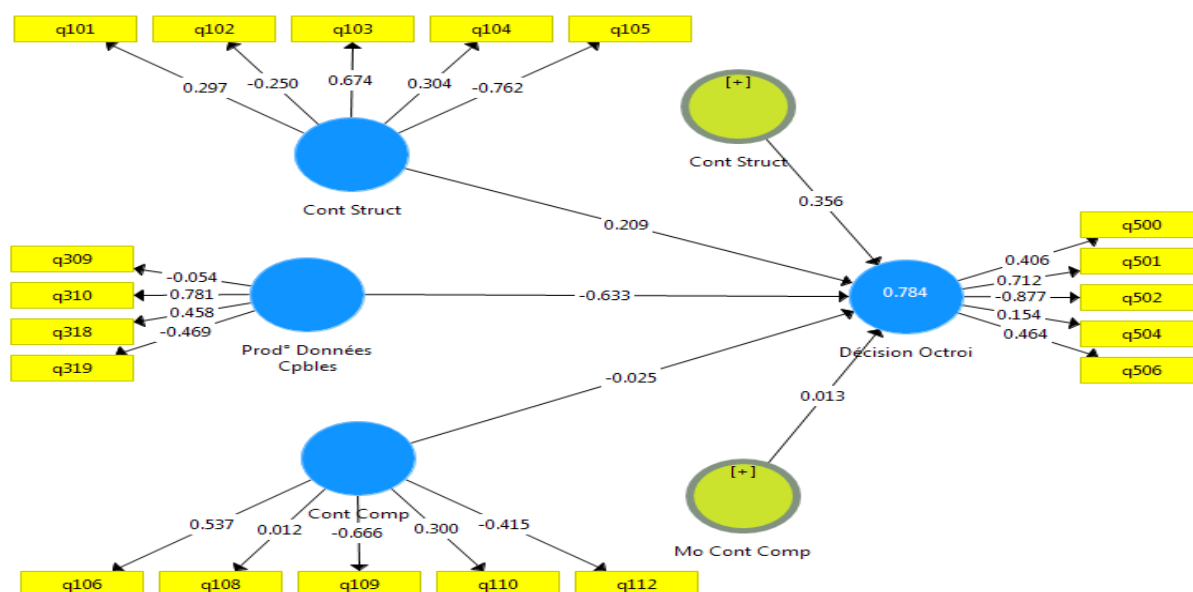 q101 q102 q103 q104 q105
0.297 -0.250 0.674 0.304 -0.762
Cont Struct
[+]
Cont Struct
0.356
0.209
q309
q310
q318
q319
-0.054
0.781
0.458
-0.469
Prod° Données
Cpbles
-0.633
0.784
Décision Octroi
0.406
0.712
-0.877
0.154
0.464
q500
q501
q502
q504
q506
-0.025
0.013
[+]
Mo Cont Comp
Cont Comp
0.537 0.012 -0.666 0.300 -0.415
q106 q108 q109 q110 q112